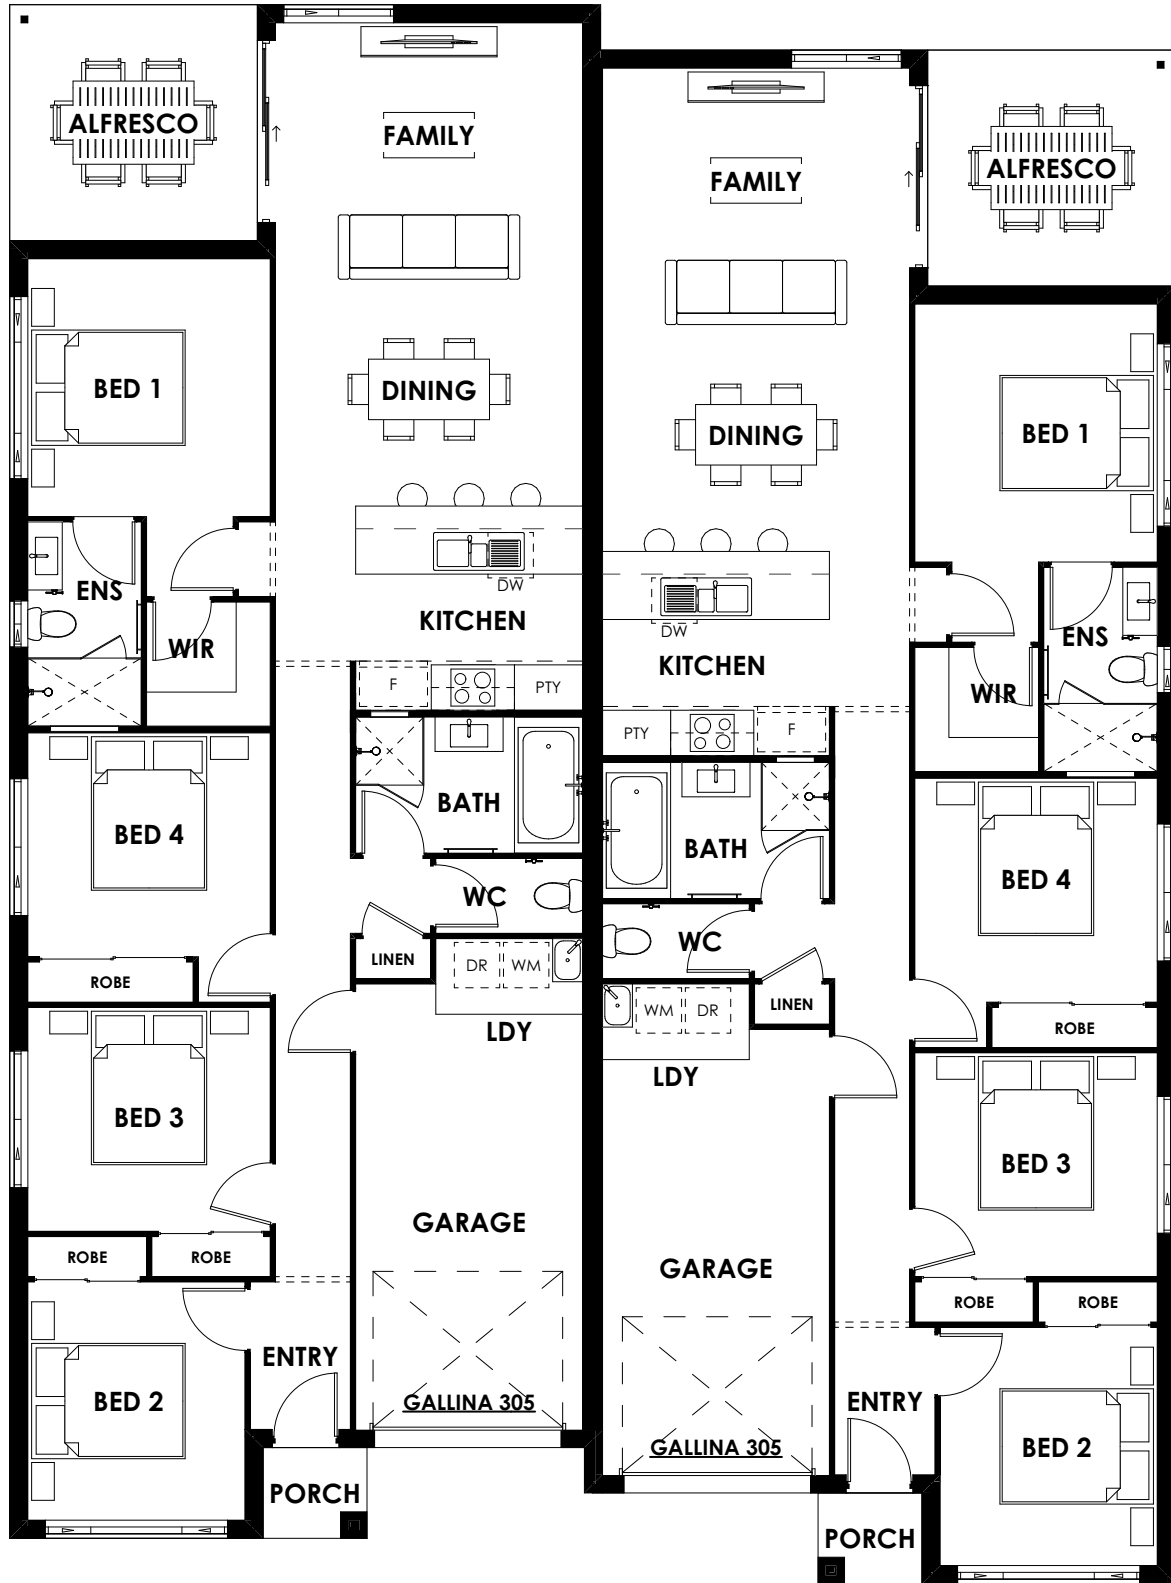 ALFRESCO
FAMILY
DINING
BED 1
DW
ENS
KITCHEN
WIR
F
PTY
BATH
BED 4
WC
LINEN
DR
WM
ROBE
LDY
BED 3
GARAGE
ROBE
ROBE
ENTRY
BED 2
GALLINA 305
PORCH
FAMILY
ALFRESCO
DINING
BED 1
DW
ENS
KITCHEN
WIR
PTY
F
BATH
BED 4
WC
LINEN
WM
DR
ROBE
LDY
BED 3
GARAGE
ROBE
ROBE
ENTRY
BED 2
GALLINA 305
PORCH